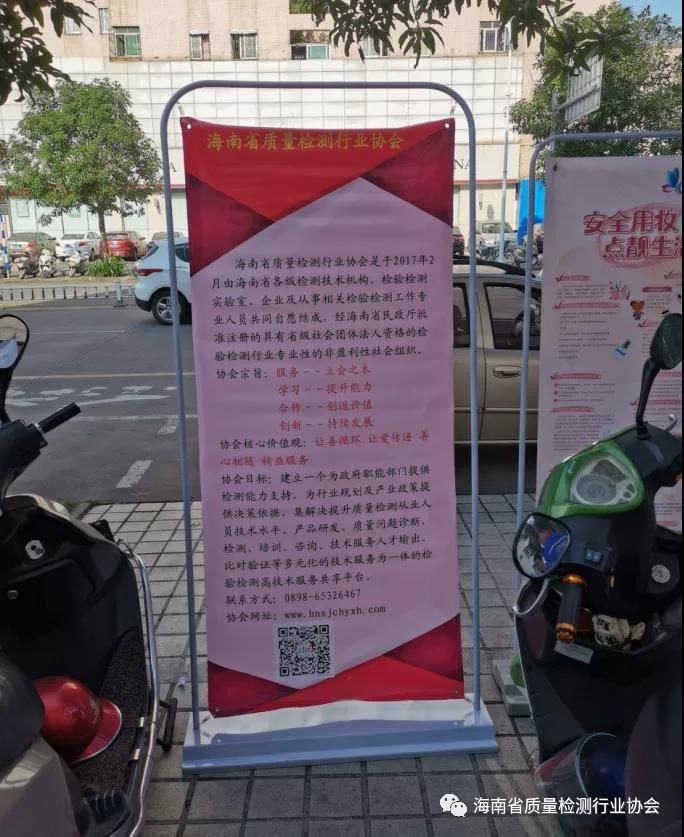 海南省质量检测行业协会
海南省质量检测行业协会是于2017年2
月由海南省各级检测技术机构、检验检测
实验室、企业及从事相关检验检测工作专
业人员共同自愿结成，经海南省民政厅批
准注册的具有省级社会团体法人资格的检
验检测行业专业性的非盈利性社会组织。
协会宗旨：服务--立会之本
学习--提升能力
合作--创造价值
创新--持续发展
协会核心价值观：让善循环 让爱传递 善
心相随 精益服务
协会目标：建立一个为政府职能部门提供
检测能力支持、为行业规划及产业政策提
供决策依据，集解决提升质量检测从业人
员技术水平、产品研发、质量问题诊断、
检测、培训、咨询、技术服务人才输出、
比对验证等多元化的技术服务为一体的检
验检测高技术服务共享平台。
联系方式：0898-65326467
协会网址：www.hnsjchyxh.com
安全用妆
点靓生活
海南省质量检测行业协会